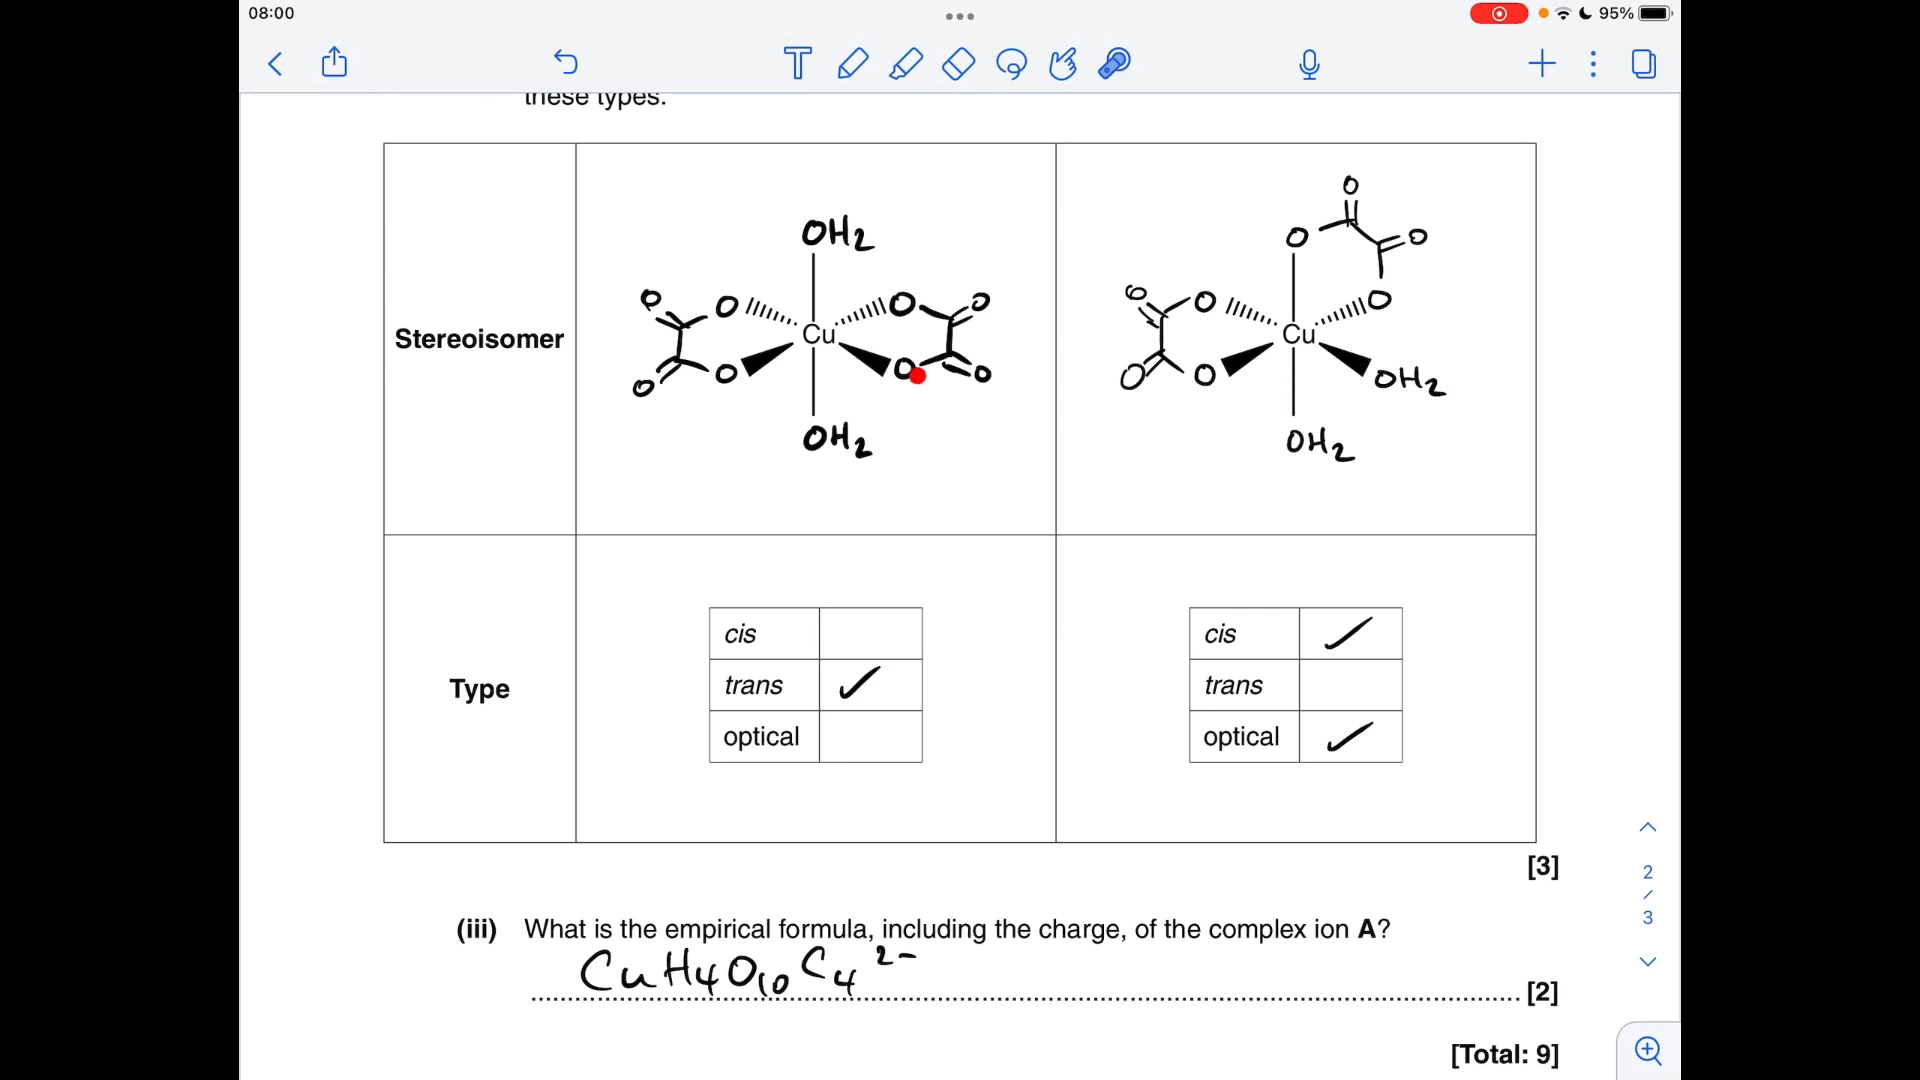 08:00
95%
these types.
Stereoisomer
OH2
O O O O
Cu
O O O O
OH2
O
O O
O O O
Cu
O O OH2
OH2
Type
cis
trans ✓
optical
cis ✓
trans
optical ✓
[3]
(iii) What is the empirical formula, including the charge, of the complex ion A?
CuH4O10C4 2-
[2]
[Total: 9]
2
/
3